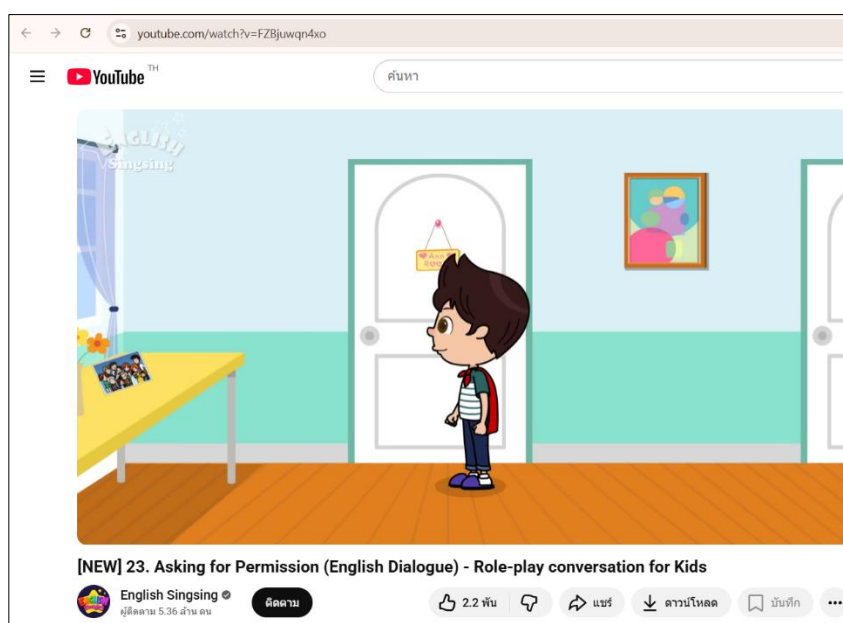 youtube.com/watch?v=FZBjuwqn4xo
YouTube TH
ค้นหา
ENGLISH
Singsing
Ann
[NEW] 23. Asking for Permission (English Dialogue) - Role-play conversation for Kids
English Singsing
ผู้ติดตาม 5.36 ล้าน คน
ติดตาม
2.2 พัน
แชร์
ดาวน์โหลด
บันทึก